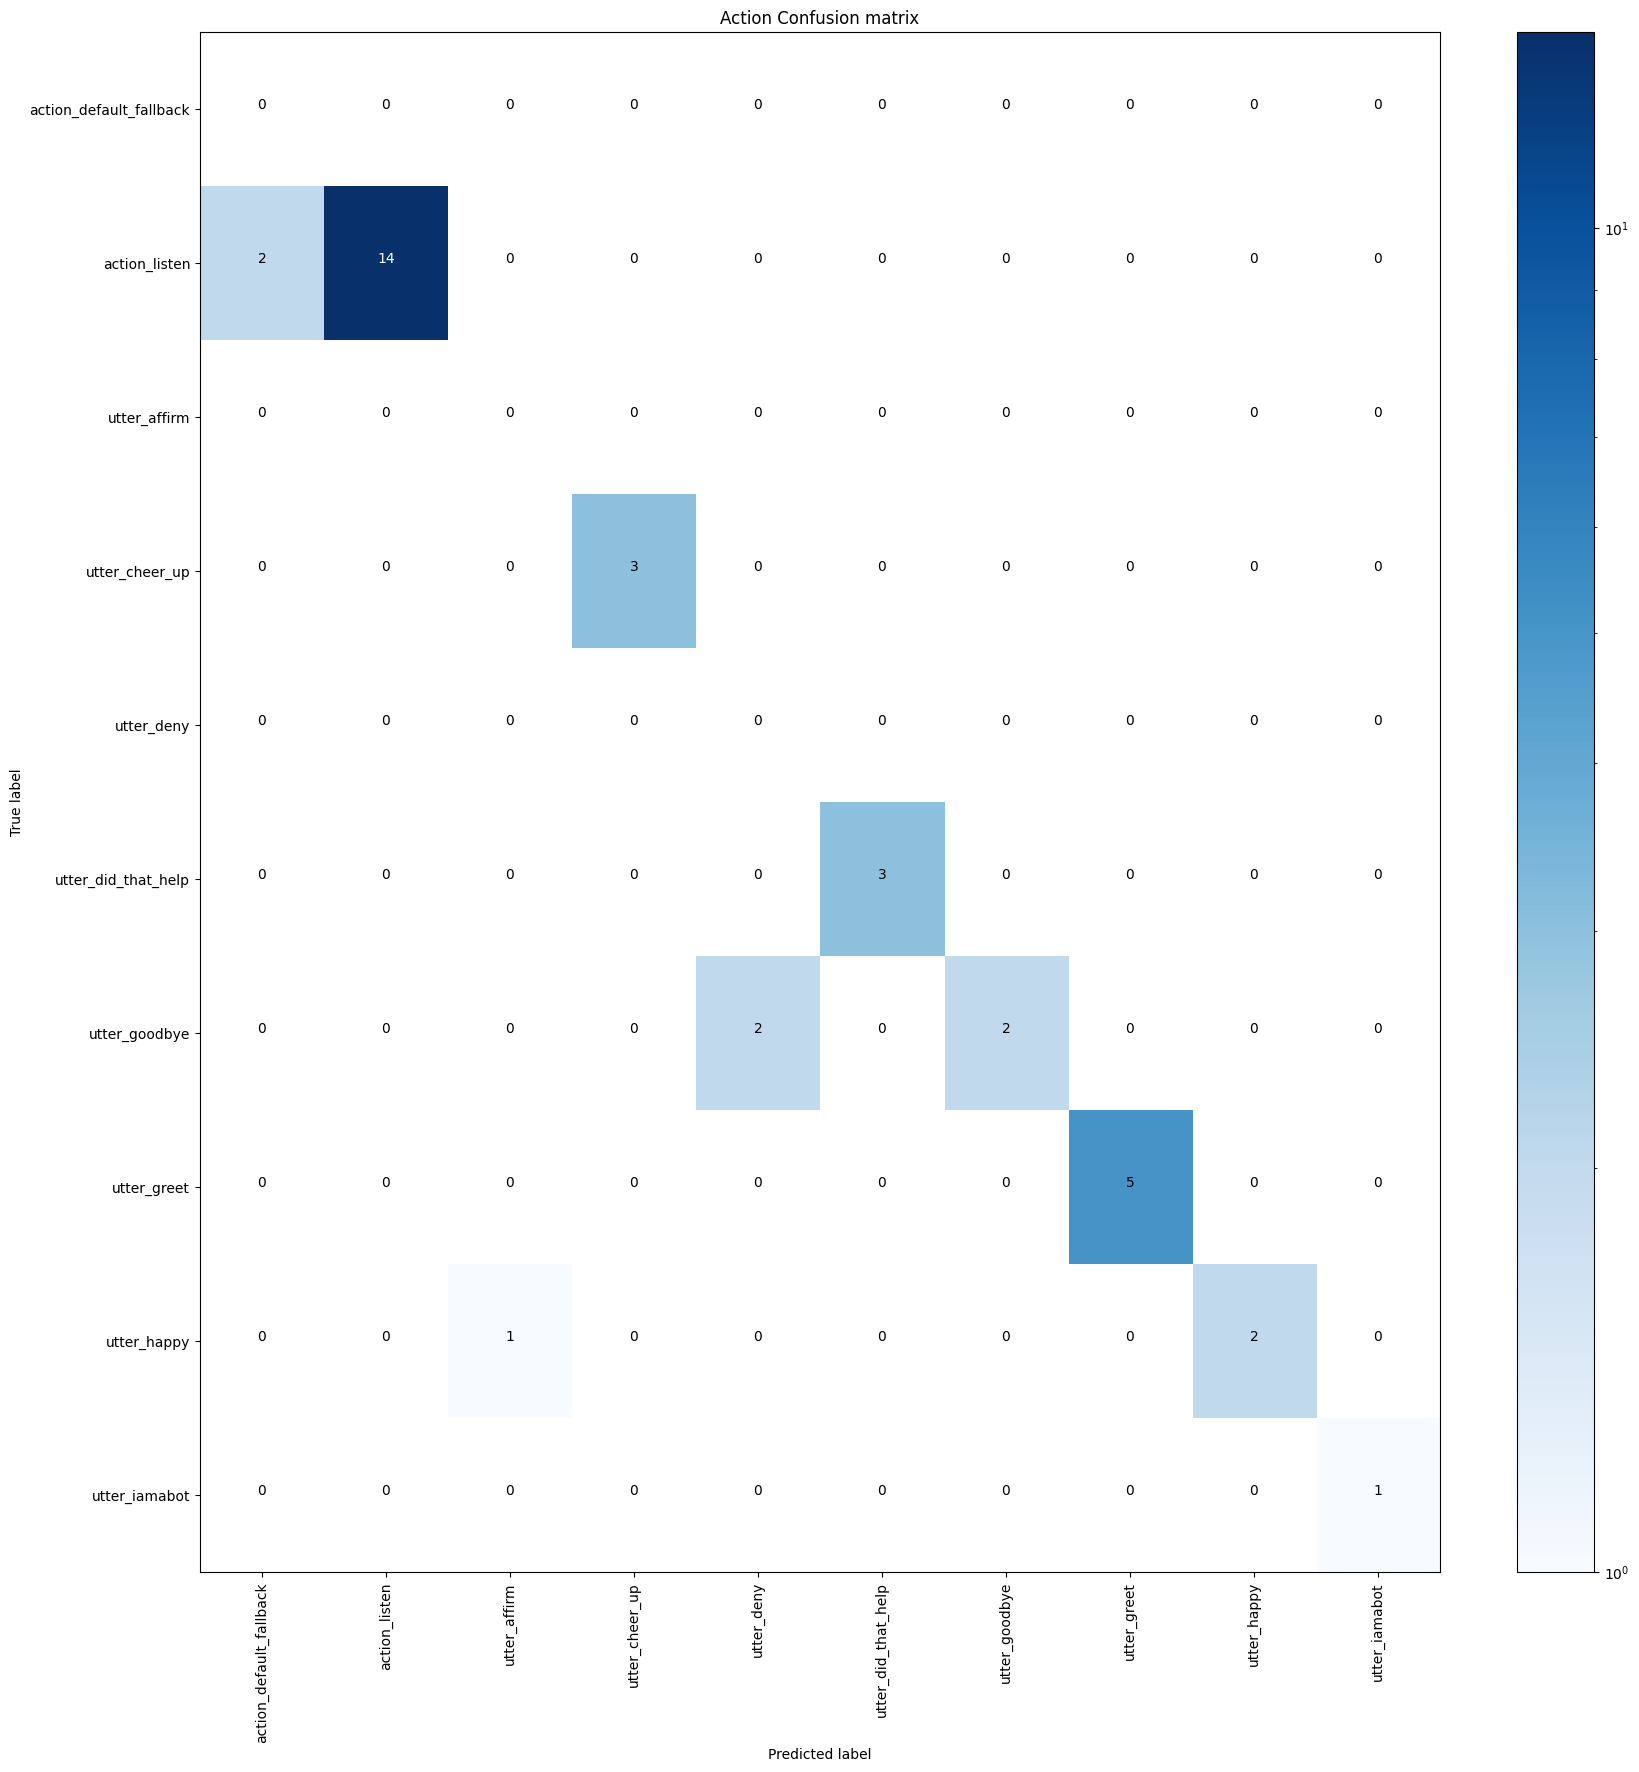 Action Confusion matrix
True label
action_default_fallback 0 0 0 0 0 0 0 0 0 0
action_listen 2 14 0 0 0 0 0 0 0 0
utter_affirm 0 0 0 0 0 0 0 0 0 0
utter_cheer_up 0 0 0 3 0 0 0 0 0 0
utter_deny 0 0 0 0 0 0 0 0 0 0
utter_did_that_help 0 0 0 0 0 3 0 0 0 0
utter_goodbye 0 0 0 0 2 0 2 0 0 0
utter_greet 0 0 0 0 0 0 0 5 0 0
utter_happy 0 0 1 0 0 0 0 0 2 0
utter_iamabot 0 0 0 0 0 0 0 0 0 1
action_default_fallback
action_listen
utter_affirm
utter_cheer_up
utter_deny
utter_did_that_help
utter_goodbye
utter_greet
utter_happy
utter_iamabot
Predicted label
10¹
10⁰